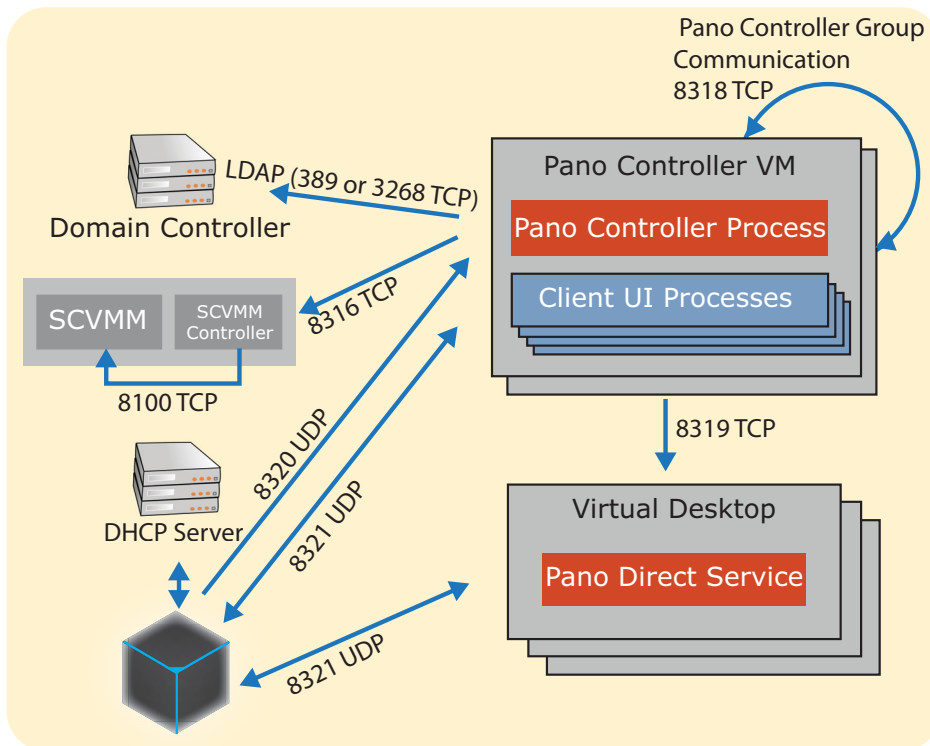 Pano Controller Group
Communication
8318 TCP
Pano Controller VM
LDAP (389 or 3268 TCP)
Pano Controller Process
Domain Controller
8316 TCP
Client UI Processes
SCVMM
SCVMM
Controller
8100 TCP
8320 UDP
8319 TCP
8321 UDP
DHCP Server
Virtual Desktop
Pano Direct Service
8321 UDP